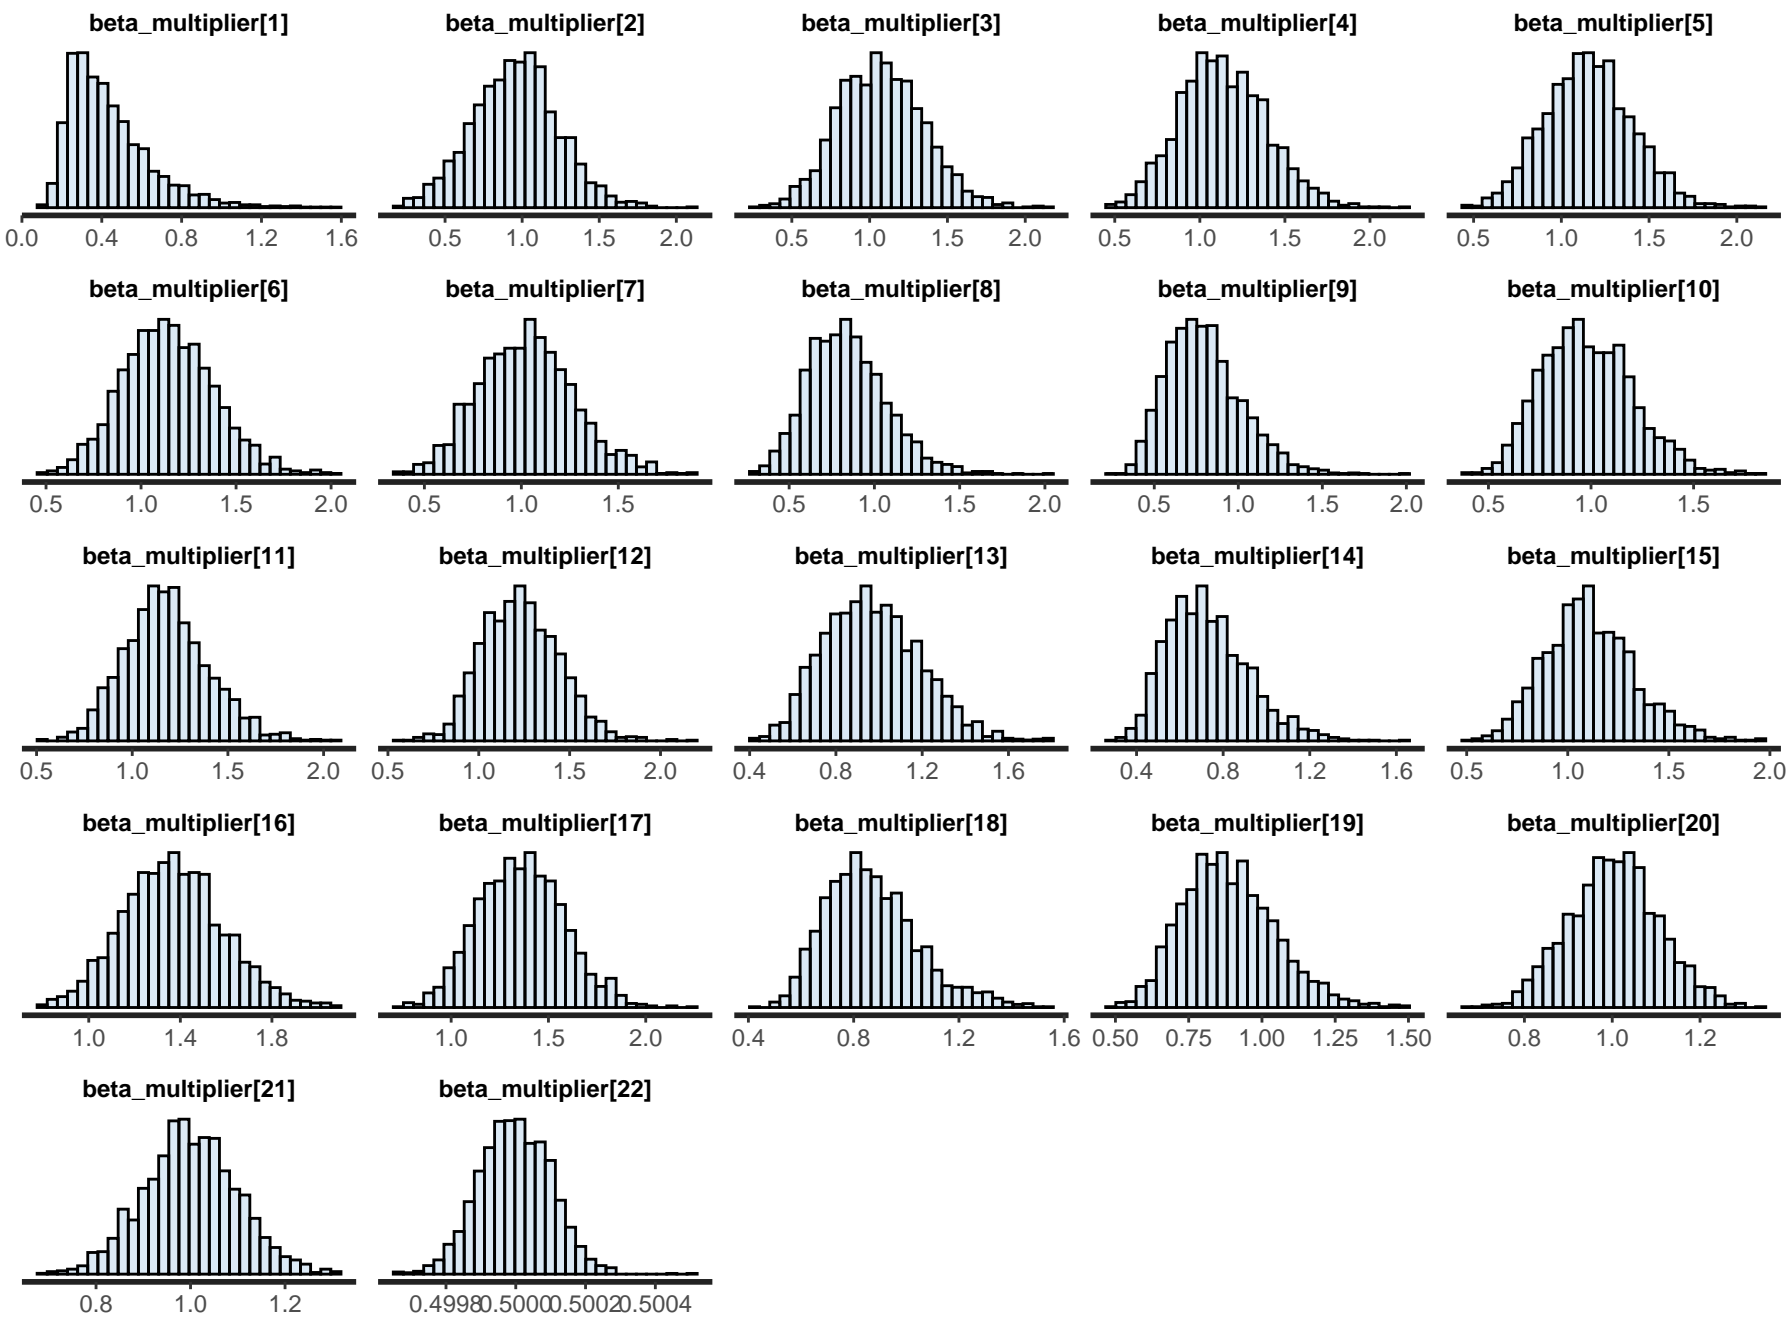 beta_multiplier[1] beta_multiplier[2] beta_multiplier[3] beta_multiplier[4] beta_multiplier[5]
0.0 0.4 0.8 1.2 1.6 0.5 1.0 1.5 2.0 0.5 1.0 1.5 2.0 0.5 1.0 1.5 2.0 0.5 1.0 1.5 2.0
beta_multiplier[6] beta_multiplier[7] beta_multiplier[8] beta_multiplier[9] beta_multiplier[10]
0.5 1.0 1.5 2.0 0.5 1.0 1.5 0.5 1.0 1.5 2.0 0.5 1.0 1.5 2.0 0.5 1.0 1.5
beta_multiplier[11] beta_multiplier[12] beta_multiplier[13] beta_multiplier[14] beta_multiplier[15]
0.5 1.0 1.5 2.0 0.5 1.0 1.5 2.0 0.4 0.8 1.2 1.6 0.4 0.8 1.2 1.6 0.5 1.0 1.5 2.0
beta_multiplier[16] beta_multiplier[17] beta_multiplier[18] beta_multiplier[19] beta_multiplier[20]
1.0 1.4 1.8 1.0 1.5 2.0 0.4 0.8 1.2 1.6 0.50 0.75 1.00 1.25 1.50 0.8 1.0 1.2
beta_multiplier[21] beta_multiplier[22]
0.8 1.0 1.2 0.4998 0.5000 0.5002 0.5004